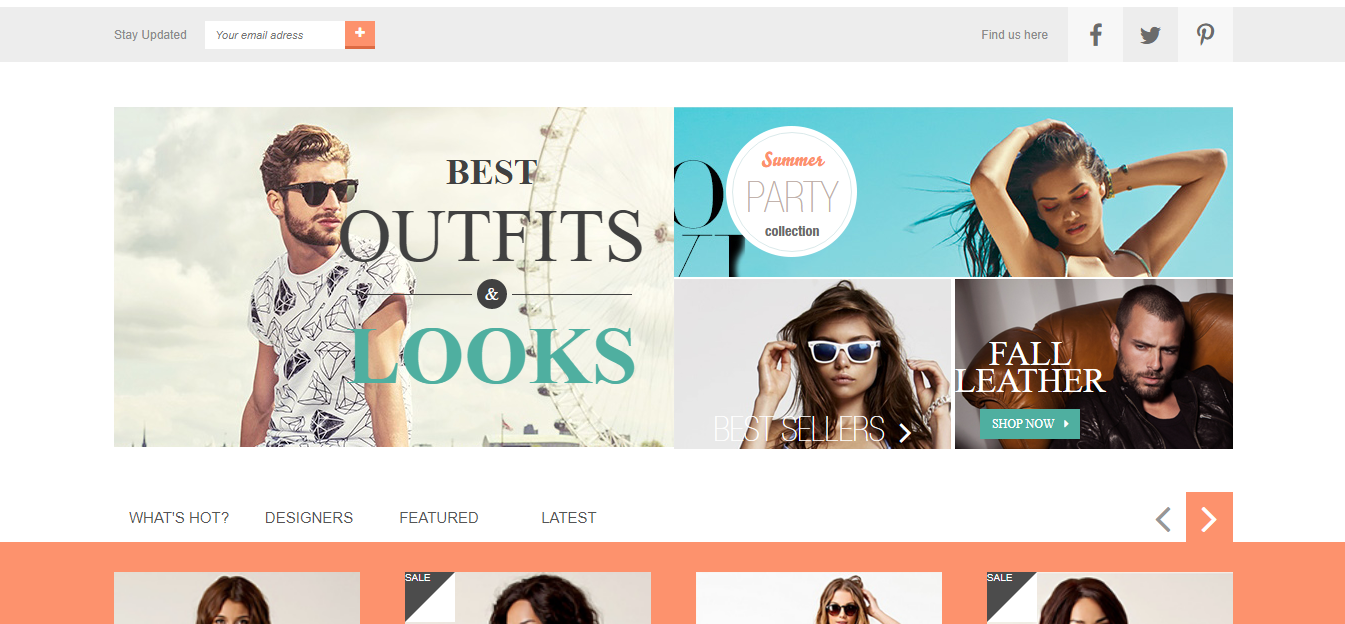 Stay Updated
Your email adress
+
Find us here
BEST
OUTFITS
&
LOOKS
Summer
PARTY
collection
BEST SELLERS
FALL
LEATHER
SHOP NOW
WHAT'S HOT?
DESIGNERS
FEATURED
LATEST
SALE
SALE